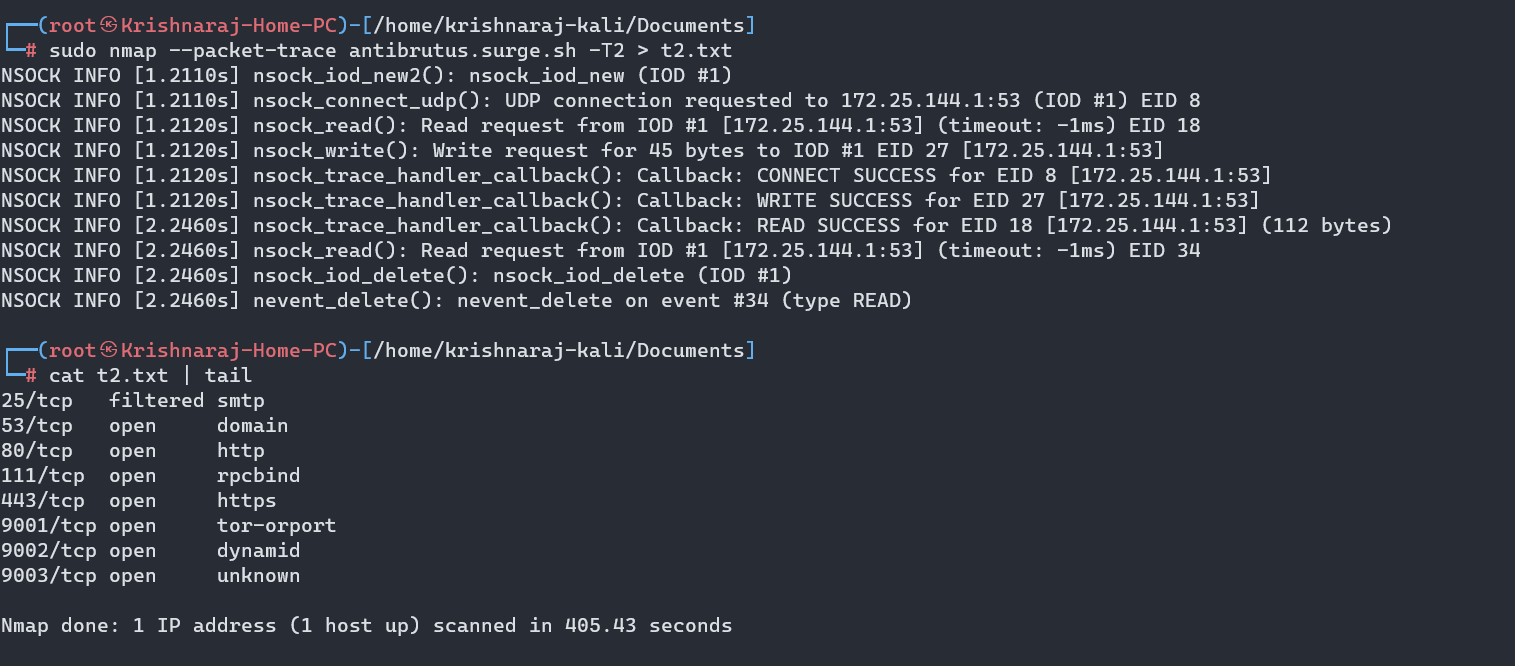 ┌──(root㉿Krishnaraj-Home-PC)-[/home/krishnaraj-kali/Documents]
└─# sudo nmap --packet-trace antibrutus.surge.sh -T2 > t2.txt
NSOCK INFO [1.2110s] nsock_iod_new2(): nsock_iod_new (IOD #1)
NSOCK INFO [1.2110s] nsock_connect_udp(): UDP connection requested to 172.25.144.1:53 (IOD #1) EID 8
NSOCK INFO [1.2120s] nsock_read(): Read request from IOD #1 [172.25.144.1:53] (timeout: -1ms) EID 18
NSOCK INFO [1.2120s] nsock_write(): Write request for 45 bytes to IOD #1 EID 27 [172.25.144.1:53]
NSOCK INFO [1.2120s] nsock_trace_handler_callback(): Callback: CONNECT SUCCESS for EID 8 [172.25.144.1:53]
NSOCK INFO [1.2120s] nsock_trace_handler_callback(): Callback: WRITE SUCCESS for EID 27 [172.25.144.1:53]
NSOCK INFO [2.2460s] nsock_trace_handler_callback(): Callback: READ SUCCESS for EID 18 [172.25.144.1:53] (112 bytes)
NSOCK INFO [2.2460s] nsock_read(): Read request from IOD #1 [172.25.144.1:53] (timeout: -1ms) EID 34
NSOCK INFO [2.2460s] nsock_iod_delete(): nsock_iod_delete (IOD #1)
NSOCK INFO [2.2460s] nevent_delete(): nevent_delete on event #34 (type READ)
┌──(root㉿Krishnaraj-Home-PC)-[/home/krishnaraj-kali/Documents]
└─# cat t2.txt | tail
25/tcp   filtered smtp
53/tcp   open     domain
80/tcp   open     http
111/tcp  open     rpcbind
443/tcp  open     https
9001/tcp open     tor-orport
9002/tcp open     dynamid
9003/tcp open     unknown
Nmap done: 1 IP address (1 host up) scanned in 405.43 seconds